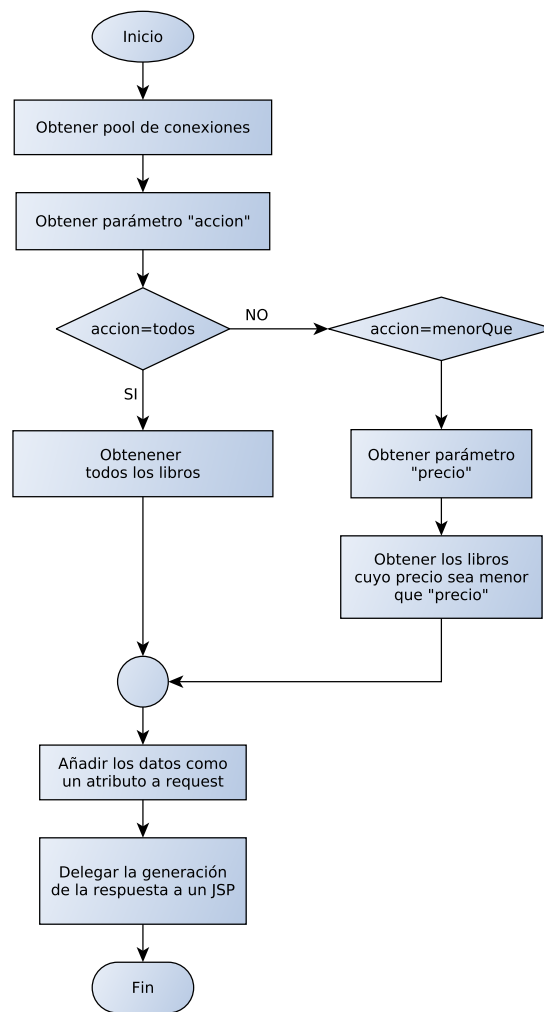 Inicio
Obtener pool de conexiones
Obtener parámetro "accion"
accion=todos
NO
accion=menorQue
SI
Obtenener
todos los libros
Obtener parámetro
"precio"
Obtener los libros
cuyo precio sea menor
que "precio"
Añadir los datos como
un atributo a request
Delegar la generación
de la respuesta a un JSP
Fin